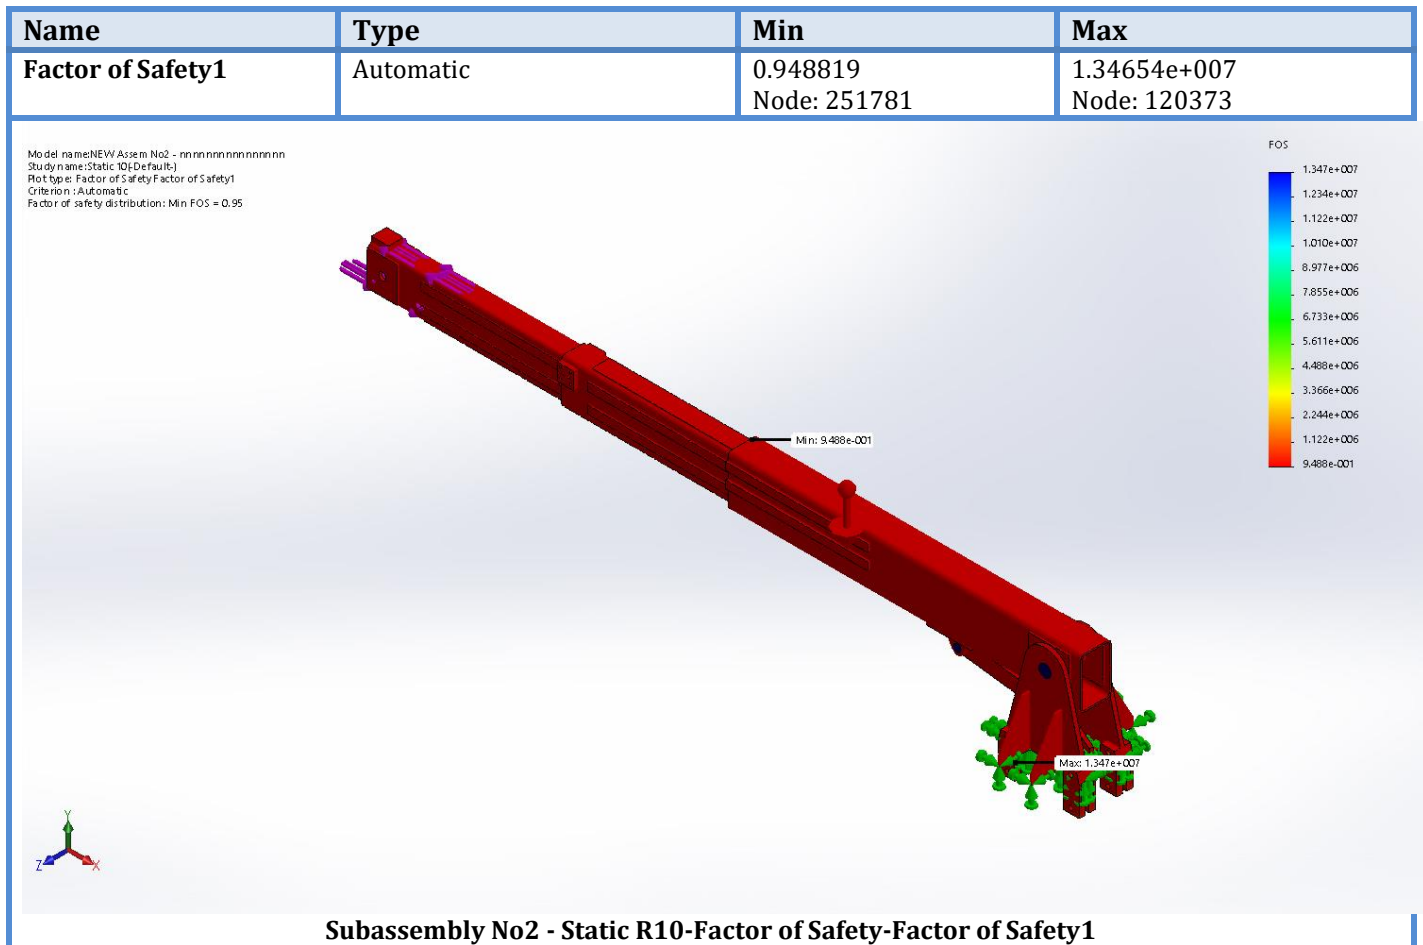 Name Type Min Max
Factor of Safety1 Automatic 0.948819 1.34654e+007
Node: 251781 Node: 120373
Model name:NEW Assem No2 - nnnnnnnnnnnnnnnn
Study name:Static 10(-Default-)
Plot type: Factor of Safety Factor of Safety1
Criterion : Automatic
Factor of safety distribution: Min FOS = 0.95
FOS
1.347e+007
1.234e+007
1.122e+007
1.010e+007
8.977e+006
7.855e+006
6.733e+006
5.611e+006
4.488e+006
3.366e+006
2.244e+006
1.122e+006
9.488e-001
Min: 9.488e-001
Max: 1.347e+007
Y
Z
X
Subassembly No2 - Static R10-Factor of Safety-Factor of Safety1